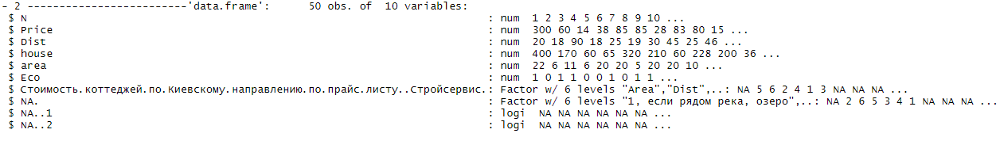 - 2 -------------------------'data.frame':	50 obs. of  10 variables:
 $ N : num  1 2 3 4 5 6 7 8 9 10 ...
 $ Price : num  300 60 14 38 85 85 28 83 80 15 ...
 $ Dist : num  20 18 90 18 25 19 30 45 25 46 ...
 $ house : num  400 170 60 65 320 210 60 228 200 36 ...
 $ area : num  22 6 11 6 20 20 5 20 20 10 ...
 $ Eco : num  1 0 1 1 0 0 1 0 1 1 ...
 $ Стоимость.коттеджей.по.Киевскому.направлению.по.прайс.листу..Стройсервис.: Factor w/ 6 levels "Area","Dist",..: NA 5 6 2 4 1 3 NA NA NA ...
 $ NA. : Factor w/ 6 levels "1, если рядом река, озеро",..: NA 2 6 5 3 4 1 NA NA NA ...
 $ NA..1 : logi  NA NA NA NA NA NA ...
 $ NA..2 : logi  NA NA NA NA NA NA ...